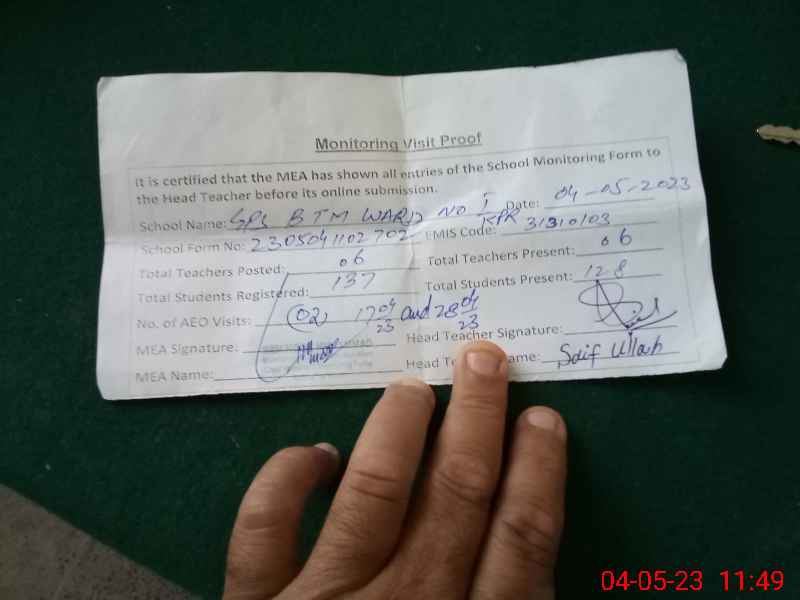 Monitoring Visit Proof
It is certified that the MEA has shown all entries of the School Monitoring Form to
the Head Teacher before its online submission.
School Name: GPS BTM WARD NO 1 KPR Date: 04-05-2023
School Form No: 2305041102702 EMIS Code: 31310103
Total Teachers Posted: 06 Total Teachers Present: 06
Total Students Registered: 137 Total Students Present: 128
No. of AEO Visits: 02 17 04/23 and 28 04/23
MEA Signature: Head Teacher Signature:
MEA Name: Head Te ame: Saif Ullah
04-05-23 11:49